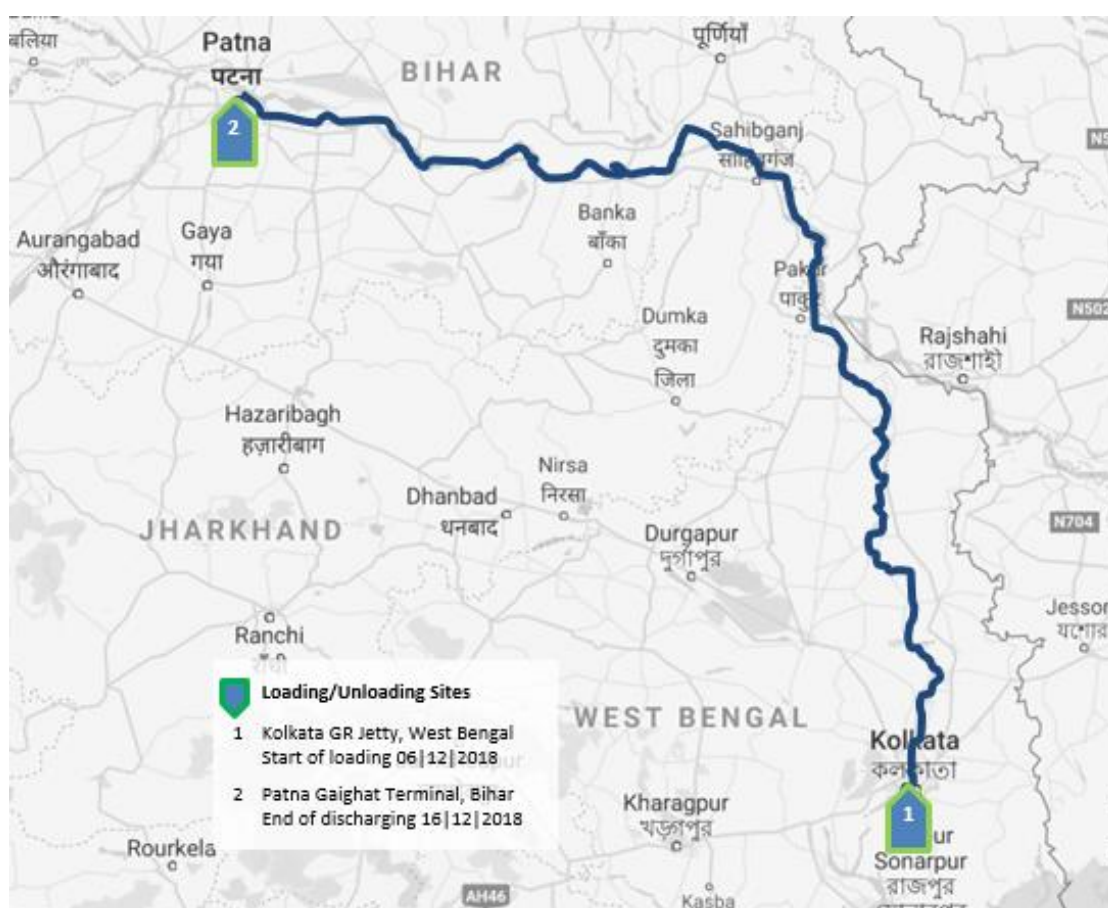 बलिया
Patna
पटना
BIHAR
पूर्णियाँ
2
Sahibganj
Banka
बाँका
Aurangabad
औरंगाबाद
Gaya
गया
Dumka
दुमका
जिला
Rajshahi
রাজশাহী
N502
Hazaribagh
हज़ारीबाग
Nirsa
निरसा
Dhanbad
धनबाद
JHARKHAND
Durgapur
দুর্গাপুর
N704
Ranchi
Loading/Unloading Sites
1 Kolkata GR Jetty, West Bengal
Start of loading 06|12|2018
2 Patna Gaighat Terminal, Bihar
End of discharging 16|12|2018
WEST BENGAL
Kolkata
কলকাতা
1
Kharagpur
খড়্গপুর
Sonarpur
রাজপুর
Rourkela
AH46
Kasba